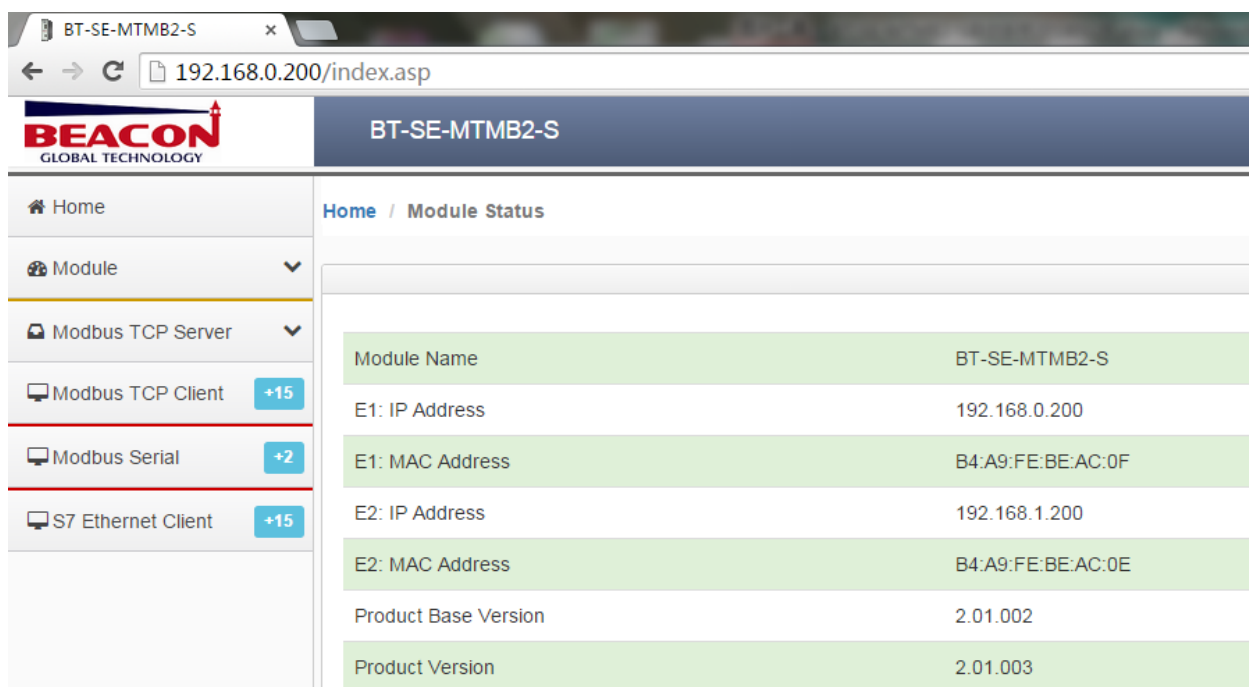 BT-SE-MTMB2-S ×
192.168.0.200/index.asp
BEACON
GLOBAL TECHNOLOGY
BT-SE-MTMB2-S
Home
Home / Module Status
Module
Modbus TCP Server
Modbus TCP Client +15
Modbus Serial +2
S7 Ethernet Client +15
Module Name BT-SE-MTMB2-S
E1: IP Address 192.168.0.200
E1: MAC Address B4:A9:FE:BE:AC:0F
E2: IP Address 192.168.1.200
E2: MAC Address B4:A9:FE:BE:AC:0E
Product Base Version 2.01.002
Product Version 2.01.003